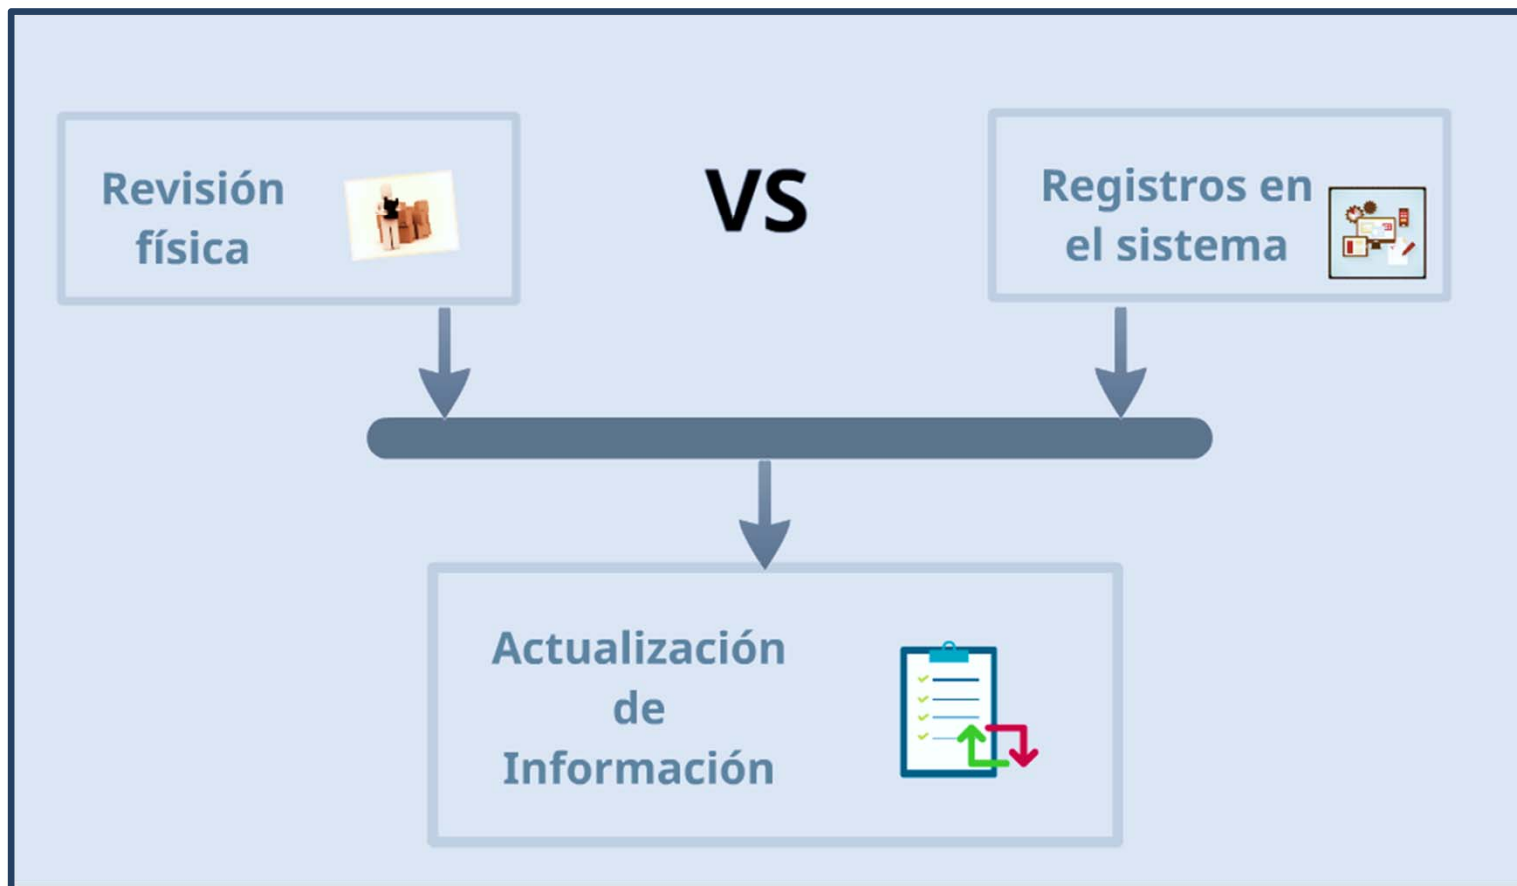 Revisión
física
VS
Registros en
el sistema
Actualización
de
Información